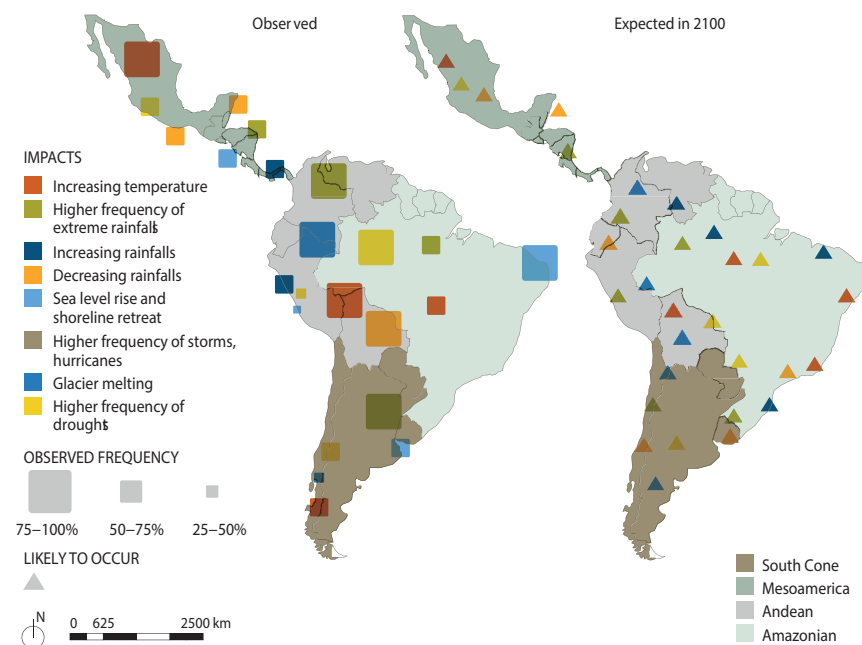 Observed
Expected in 2100
IMPACTS
Increasing temperature
Higher frequency of
extreme rainfalls
Increasing rainfalls
Decreasing rainfalls
Sea level rise and
shoreline retreat
Higher frequency of storms,
hurricanes
Glacier melting
Higher frequency of
droughts
OBSERVED FREQUENCY
75–100%
50–75%
25–50%
LIKELY TO OCCUR
N
0 625 2500 km
South Cone
Mesoamerica
Andean
Amazonian